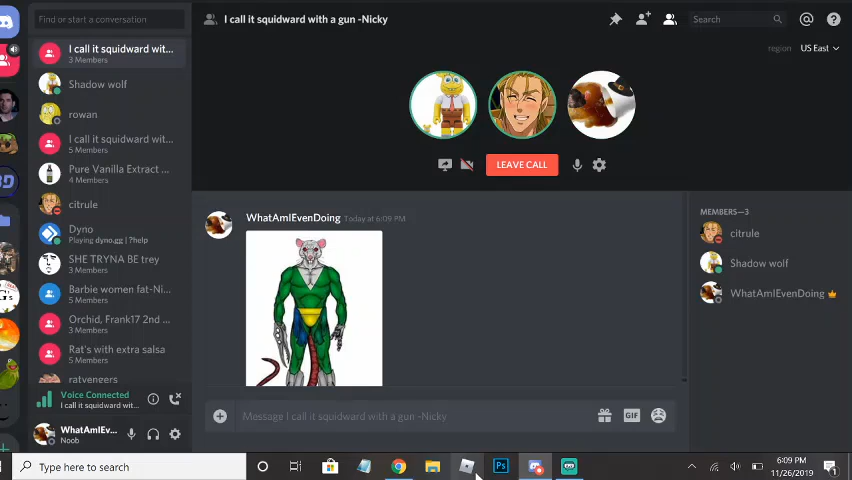 Find or start a conversation
I call it squidward with a gun -Nicky
Search
region US East
I call it squidward wit...
3 Members
Shadow wolf
rowan
I call it squidward wit...
5 Members
Pure Vanilla Extract ...
4 Members
citrule
Dyno
Playing dyno.gg | ?help
SHE TRYNA BE trey
3 Members
Barbie women fat-Ni...
8 Members
Orchid, Frank17 2nd ...
3 Members
Rat's with extra salsa
5 Members
ratvengers
LEAVE CALL
WhatAmIEvenDoing Today at 6:09 PM
MEMBERS—3
citrule
Shadow wolf
WhatAmIEvenDoing
Voice Connected
I call it squidward wit...
WhatAmIEv...
Noob
Message I call it squidward with a gun -Nicky
GIF
Type here to search
Ps
6:09 PM
11/26/2019
1